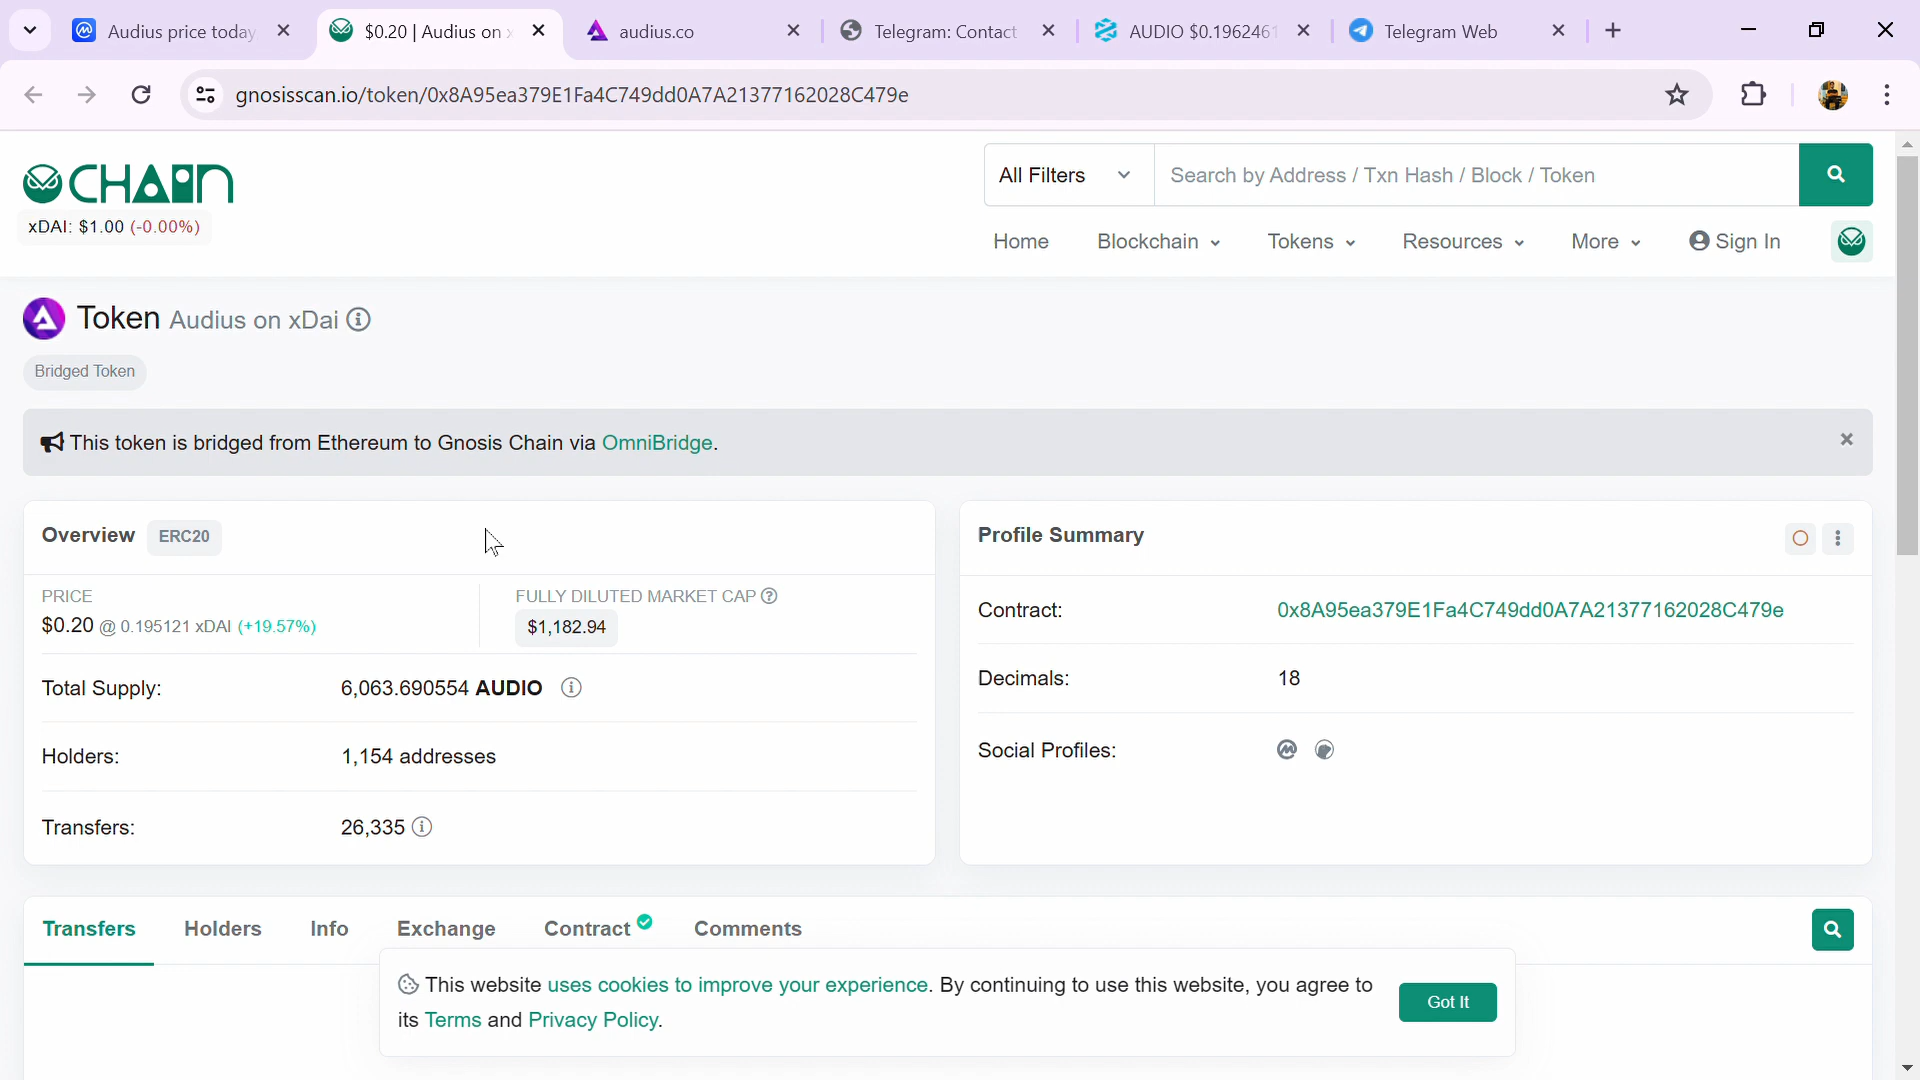 Audius price today
$0.20 | Audius on x
audius.co
Telegram: Contact
AUDIO $0.1962461
Telegram Web
gnosisscan.io/token/0x8A95ea379E1Fa4C749dd0A7A21377162028C479e
CHAIN
xDAI: $1.00 (-0.00%)
All Filters
Search by Address / Txn Hash / Block / Token
Home
Blockchain
Tokens
Resources
More
Sign In
Token Audius on xDai
Bridged Token
This token is bridged from Ethereum to Gnosis Chain via OmniBridge.
Overview ERC20
PRICE
$0.20 @ 0.195121 xDAI (+19.57%)
FULLY DILUTED MARKET CAP
$1,182.94
Total Supply: 6,063.690554 AUDIO
Holders: 1,154 addresses
Transfers: 26,335
Profile Summary
Contract: 0x8A95ea379E1Fa4C749dd0A7A21377162028C479e
Decimals: 18
Social Profiles:
Transfers
Holders
Info
Exchange
Contract
Comments
This website uses cookies to improve your experience. By continuing to use this website, you agree to
its Terms and Privacy Policy.
Got It